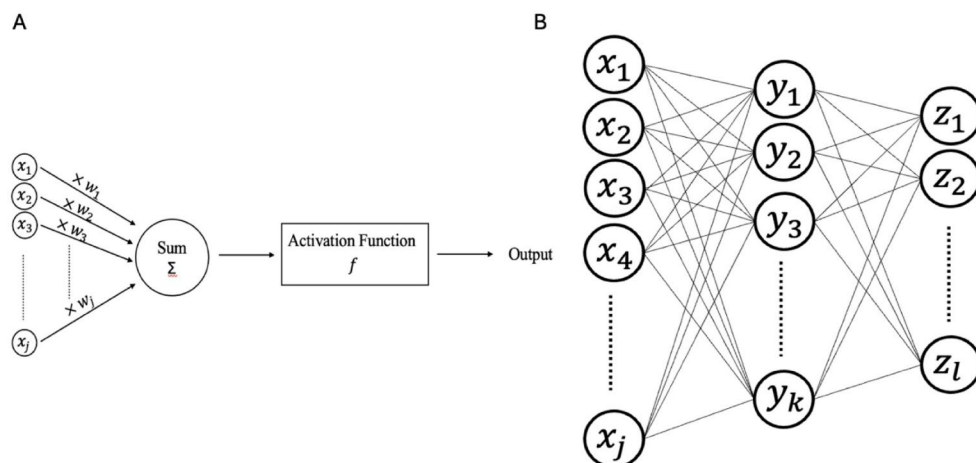 A
x₁
x₂
x₃
xⱼ
× w₁
× w₂
× w₃
× wⱼ
Sum
Σ
Activation Function
f
Output
B
x₁
x₂
x₃
x₄
xⱼ
y₁
y₂
y₃
yₖ
z₁
z₂
zₗ